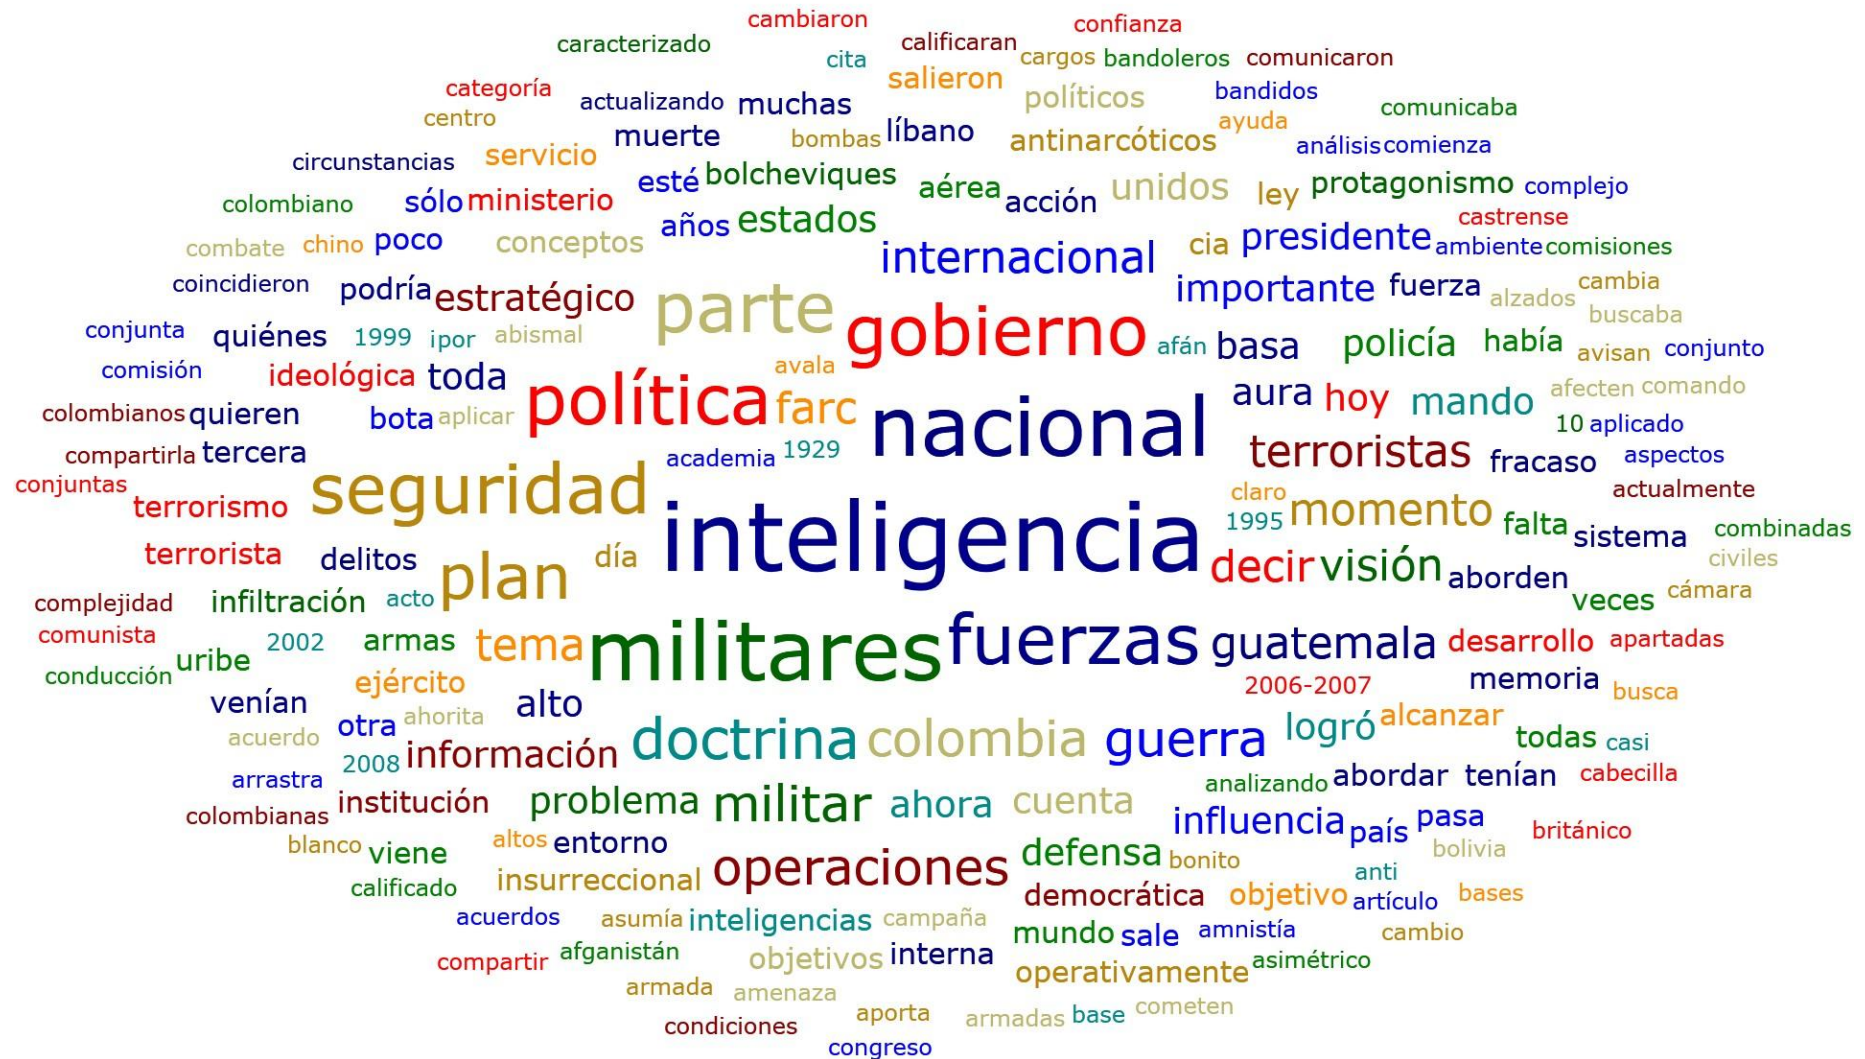 cambiaron confianza
caracterizado cita calificaran cargos bandoleros comunicaron
categoría actualizando muchas salieron políticos bandidos comunicaba
centro muerte bombas líbano antinarcóticos ayuda
circunstancias servicio esté bolcheviques aérea acción unidos ley análisis comienza
colombiano sólo ministerio años estados protagonismo complejo
combate chino poco conceptos internacional cia presidente castrense ambiente comisiones
coincidieron podría estratégico parte importante fuerza alzados cambia buscaba
conjunta quiénes 1999 ipor abismal gobierno afán basa policía había avisan conjunto
comisión ideológica toda política avala farc nacional aura hoy mando afecten comando
colombianos quieren bota aplicar 10 aplicado
compartirla tercera academia 1929 terroristas fracaso aspectos
conjuntas terrorismo seguridad inteligencia claro 1995 momento falta sistema actualmente combinadas
terrorista delitos plan día decir visión aborden civiles
complejidad infiltración acto veces cámara
comunista 2002 armas tema militares fuerzas guatemala desarrollo apartadas
conducción uribe ejército 2006-2007 memoria busca
venían otra ahorita alto logró alcanzar
acuerdo 2008 información doctrina colombia guerra todas casi
arrastra analizando abordar tenían cabecilla
colombianas institución problema militar ahora cuenta influencia país pasa británico
blanco viene altos entorno operaciones defensa bonito bolivia
calificado insurreccional democrática objetivo anti artículo bases
acuerdos asumía inteligencias campaña mundo sale amnistía cambio
compartir afganistán objetivos interna operativamente asimétrico
armada amenaza aporta armadas base cometen
condiciones congreso